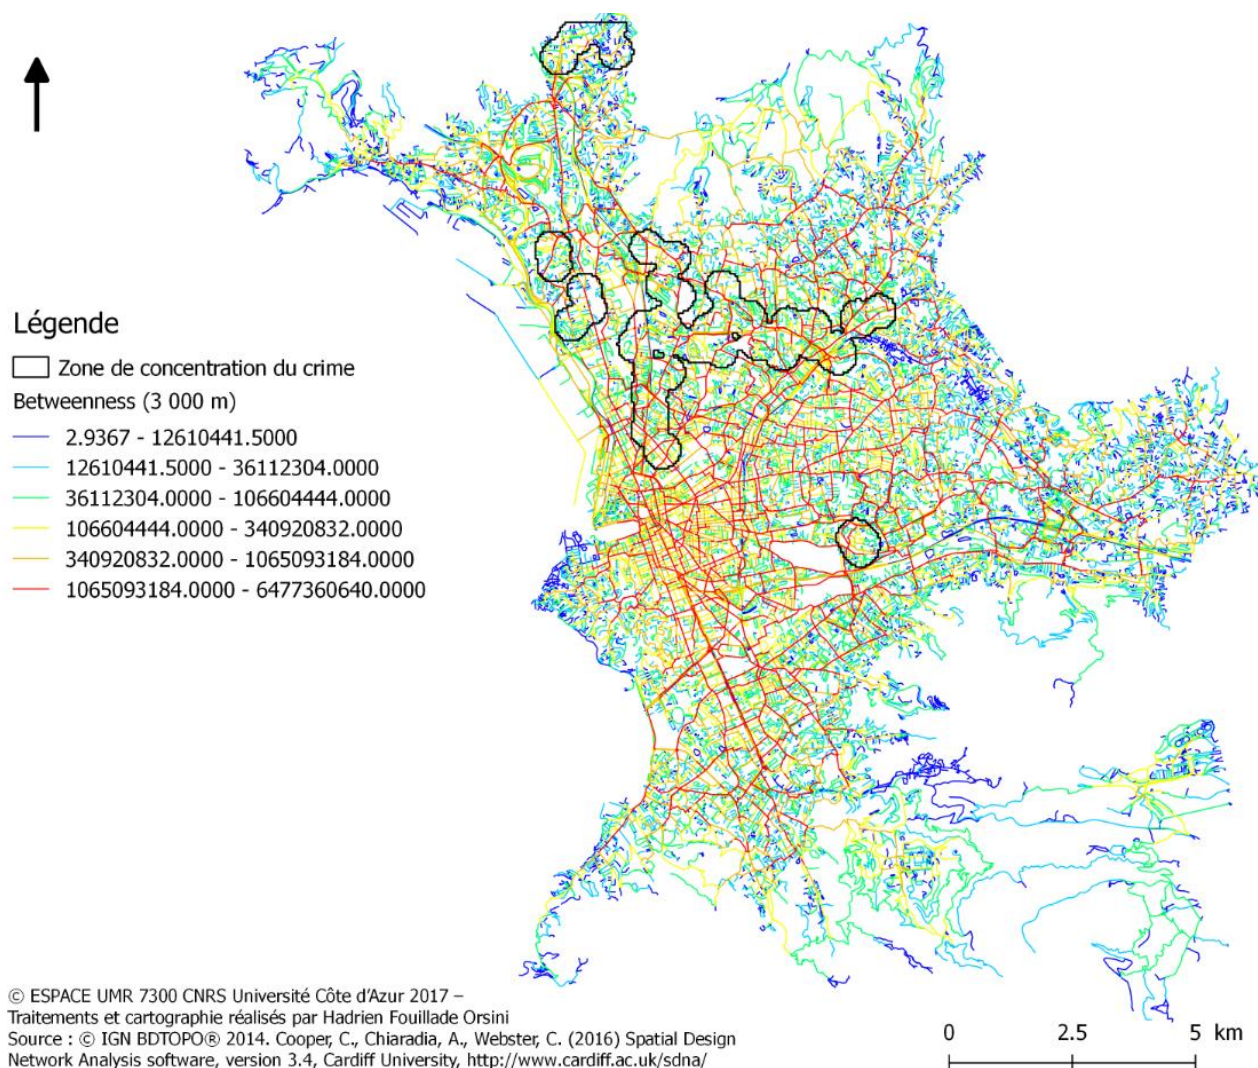 Légende
Zone de concentration du crime
Betweenness (3 000 m)
2.9367 - 12610441.5000
12610441.5000 - 36112304.0000
36112304.0000 - 106604444.0000
106604444.0000 - 340920832.0000
340920832.0000 - 1065093184.0000
1065093184.0000 - 6477360640.0000
© ESPACE UMR 7300 CNRS Université Côte d'Azur 2017 –
Traitements et cartographie réalisés par Hadrien Fouillade Orsini
Source : © IGN BDTOPO® 2014. Cooper, C., Chiaradia, A., Webster, C. (2016) Spatial Design
Network Analysis software, version 3.4, Cardiff University, http://www.cardiff.ac.uk/sdna/
0 2.5 5 km